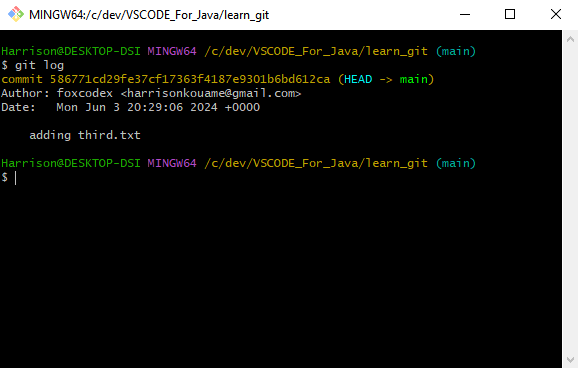 MINGW64:/c/dev/VSCODE_For_Java/learn_git
Harrison@DESKTOP-DSI MINGW64 /c/dev/VSCODE_For_Java/learn_git (main)
$ git log
commit 586771cd29fe37cf17363f4187e9301b6bd612ca (HEAD -> main)
Author: foxcodex <harrisonkouame@gmail.com>
Date:   Mon Jun 3 20:29:06 2024 +0000
    adding third.txt
Harrison@DESKTOP-DSI MINGW64 /c/dev/VSCODE_For_Java/learn_git (main)
$